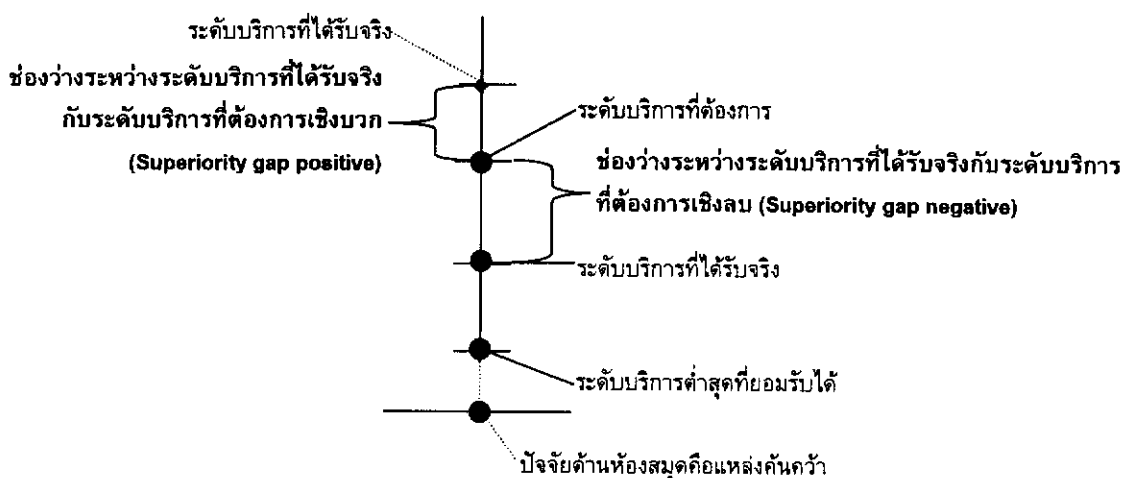 ระดับบริการที่ได้รับจริง
ช่องว่างระหว่างระดับบริการที่ได้รับจริง
กับระดับบริการที่ต้องการเชิงบวก
(Superiority gap positive)
ระดับบริการที่ต้องการ
ช่องว่างระหว่างระดับบริการที่ได้รับจริงกับระดับบริการ
ที่ต้องการเชิงลบ (Superiority gap negative)
ระดับบริการที่ได้รับจริง
ระดับบริการต่ำสุดที่ยอมรับได้
ปัจจัยด้านห้องสมุดคือแหล่งค้นคว้า